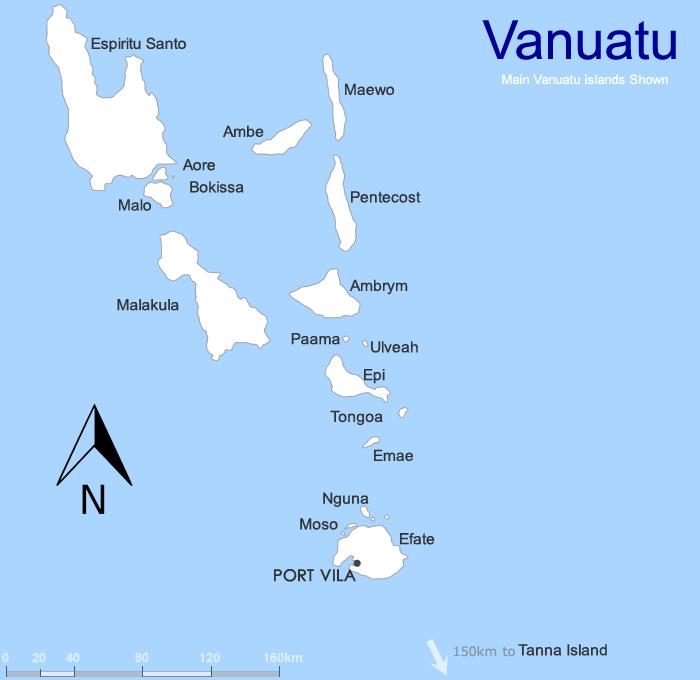 Vanuatu
Main Vanuatu islands Shown
Espiritu Santo
Maewo
Ambe
Aore
Bokissa
Malo
Pentecost
Ambrym
Malakula
Paama
Ulveah
Epi
Tongoa
Emae
N
Nguna
Moso
Efate
PORT VILA
150km to Tanna Island
0 20 40 80 120 160km